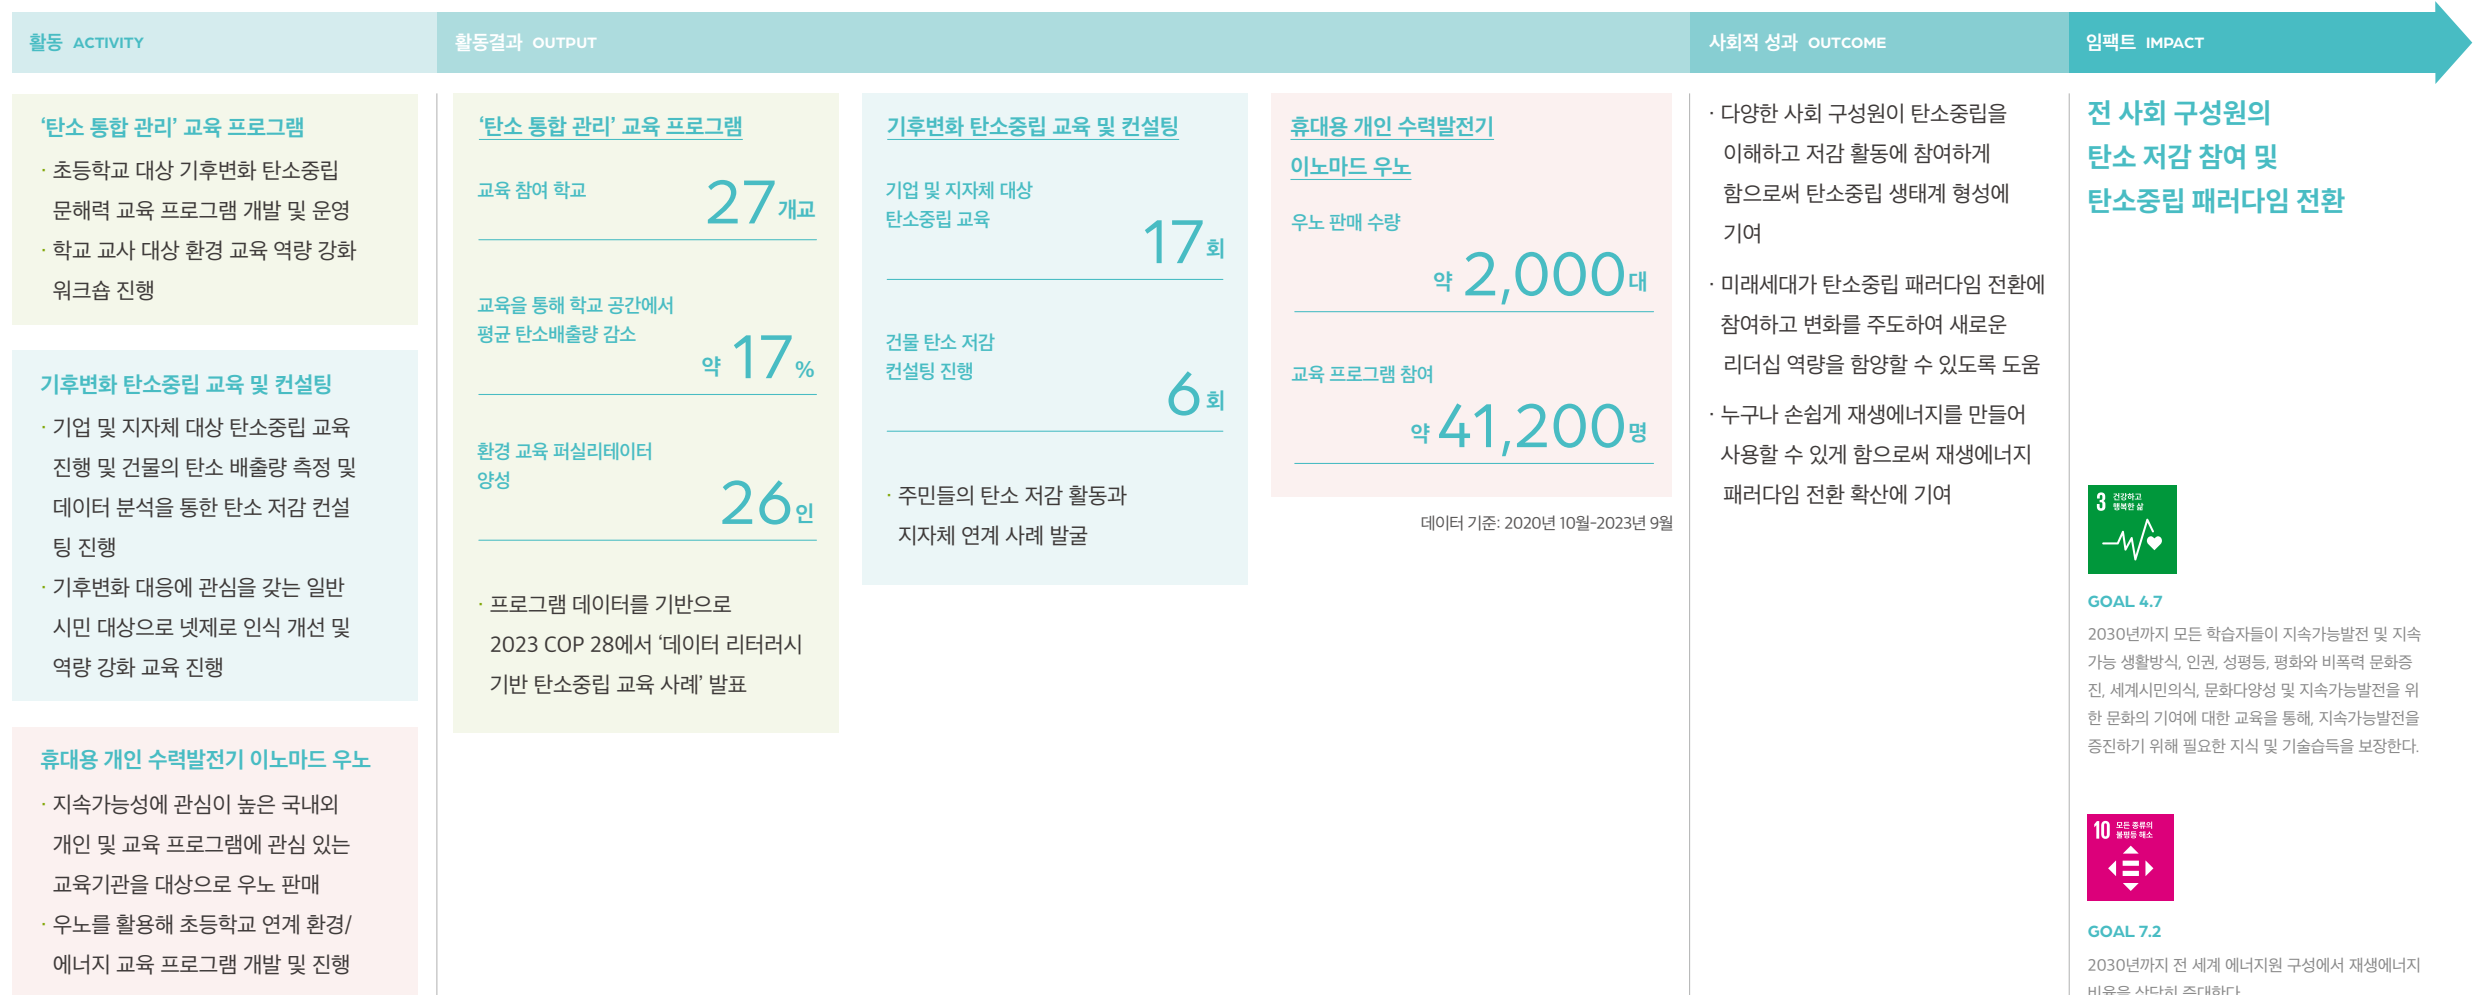 활동 ACTIVITY
활동결과 OUTPUT
사회적 성과 OUTCOME
임팩트 IMPACT
‘탄소 통합 관리’ 교육 프로그램
· 초등학교 대상 기후변화 탄소중립
문해력 교육 프로그램 개발 및 운영
· 학교 교사 대상 환경 교육 역량 강화
워크숍 진행
기후변화 탄소중립 교육 및 컨설팅
· 기업 및 지자체 대상 탄소중립 교육
진행 및 건물의 탄소 배출량 측정 및
데이터 분석을 통한 탄소 저감 컨설
팅 진행
· 기후변화 대응에 관심을 갖는 일반
시민 대상으로 넷제로 인식 개선 및
역량 강화 교육 진행
휴대용 개인 수력발전기 이노마드 우노
· 지속가능성에 관심이 높은 국내외
개인 및 교육 프로그램에 관심 있는
교육기관을 대상으로 우노 판매
· 우노를 활용해 초등학교 연계 환경/
에너지 교육 프로그램 개발 및 진행
‘탄소 통합 관리’ 교육 프로그램
교육 참여 학교
27개교
교육을 통해 학교 공간에서
평균 탄소배출량 감소
약 17%
환경 교육 퍼실리테이터
양성
26인
· 프로그램 데이터를 기반으로
2023 COP 28에서 ‘데이터 리터러시
기반 탄소중립 교육 사례’ 발표
기후변화 탄소중립 교육 및 컨설팅
기업 및 지자체 대상
탄소중립 교육
17회
건물 탄소 저감
컨설팅 진행
6회
· 주민들의 탄소 저감 활동과
지자체 연계 사례 발굴
휴대용 개인 수력발전기
이노마드 우노
우노 판매 수량
약 2,000대
교육 프로그램 참여
약 41,200명
데이터 기준: 2020년 10월-2023년 9월
· 다양한 사회 구성원이 탄소중립을
이해하고 저감 활동에 참여하게
함으로써 탄소중립 생태계 형성에
기여
· 미래세대가 탄소중립 패러다임 전환에
참여하고 변화를 주도하여 새로운
리더십 역량을 함양할 수 있도록 도움
· 누구나 손쉽게 재생에너지를 만들어
사용할 수 있게 함으로써 재생에너지
패러다임 전환 확산에 기여
전 사회 구성원의
탄소 저감 참여 및
탄소중립 패러다임 전환
3 건강하고
행복한 삶
GOAL 4.7
2030년까지 모든 학습자들이 지속가능발전 및 지속
가능 생활방식, 인권, 성평등, 평화와 비폭력 문화증
진, 세계시민의식, 문화다양성 및 지속가능발전을 위
한 문화의 기여에 대한 교육을 통해, 지속가능발전을
증진하기 위해 필요한 지식 및 기술습득을 보장한다.
10 모든 종류의
불평등 해소
GOAL 7.2
2030년까지 전 세계 에너지원 구성에서 재생에너지
비율을 상당히 증대한다